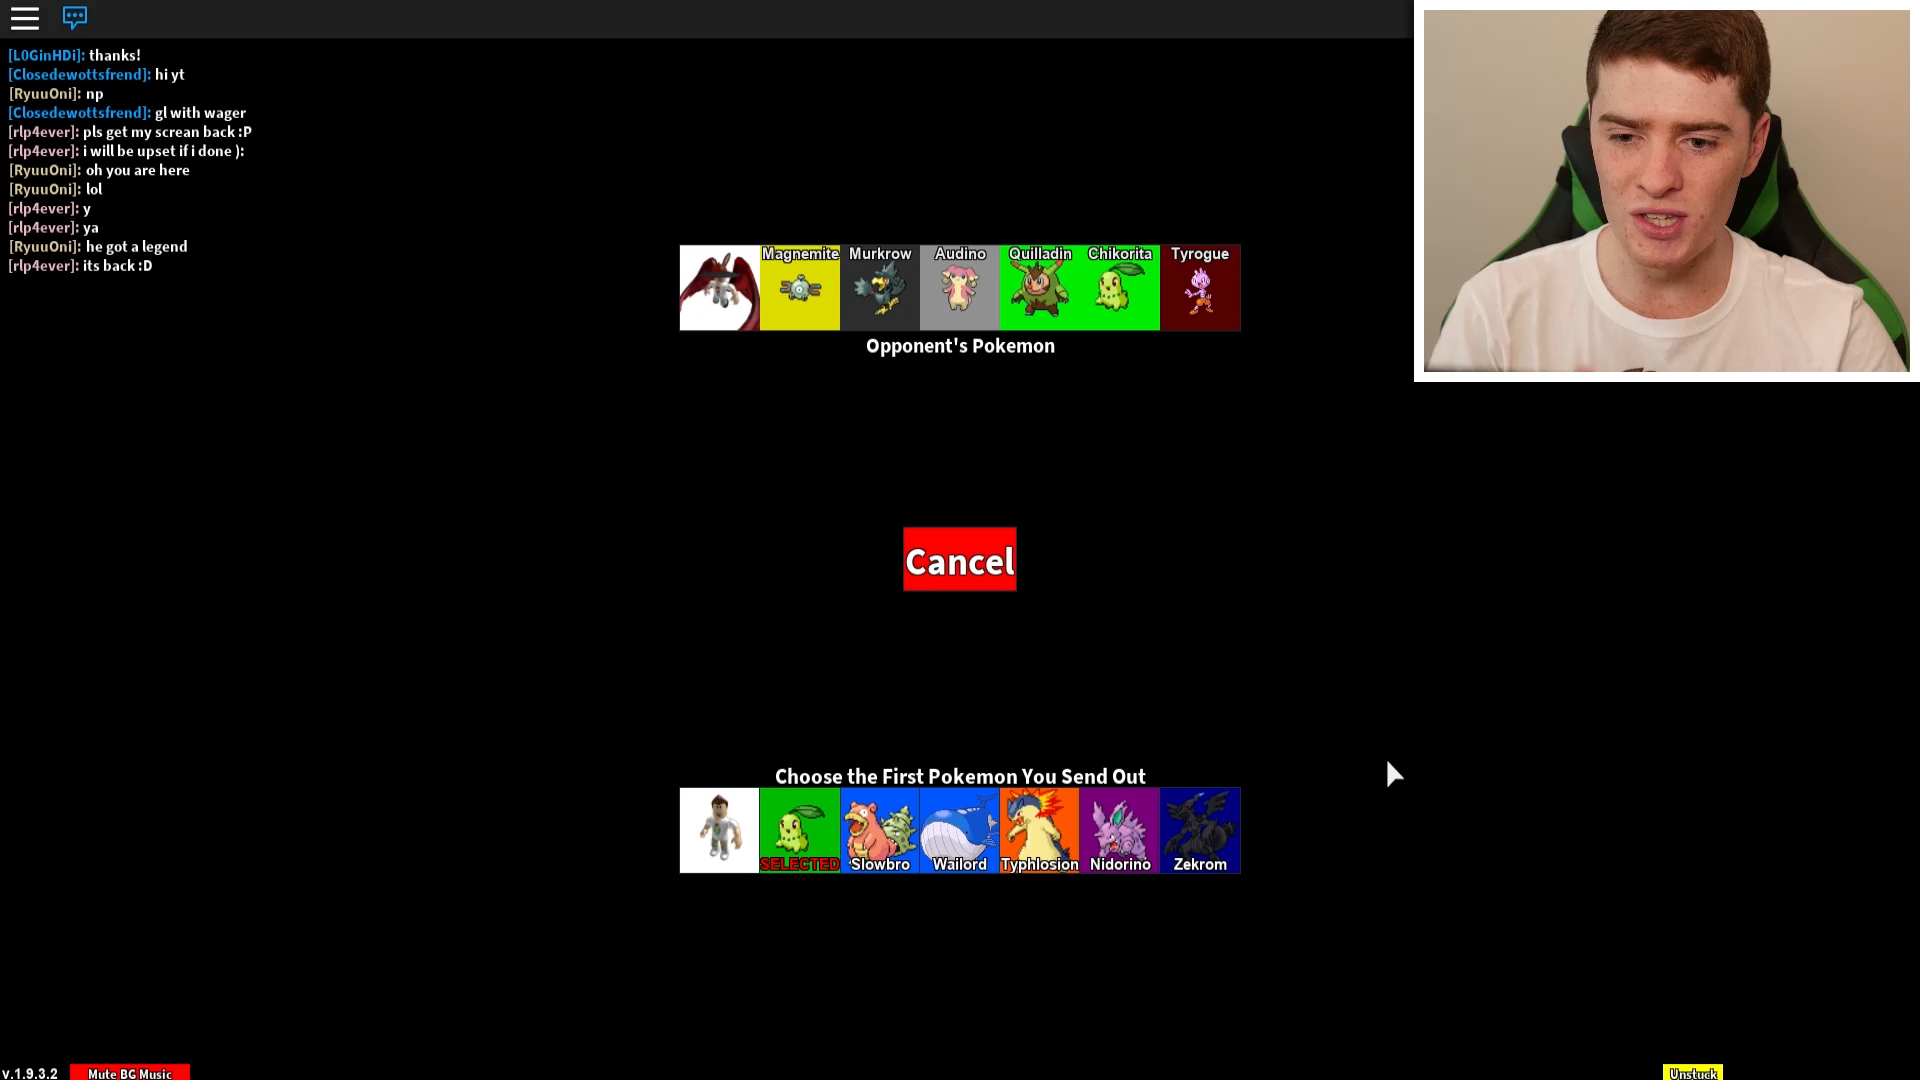 [L0GinHDi]: thanks!
[Closedewottsfrend]: hi yt
[RyuuOni]: np
[Closedewottsfrend]: gl with wager
[rlp4ever]: pls get my screan back :P
[rlp4ever]: i will be upset if i done ):
[RyuuOni]: oh you are here
[RyuuOni]: lol
[rlp4ever]: y
[rlp4ever]: ya
[RyuuOni]: he got a legend
[rlp4ever]: its back :D
Magnemite Murkrow Audino Quilladin Chikorita Tyrogue
Opponent's Pokemon
Cancel
Choose the First Pokemon You Send Out
SELECTED Slowbro Wailord Typhlosion Nidorino Zekrom
v.1.9.3.2 Mute BG Music Unstuck